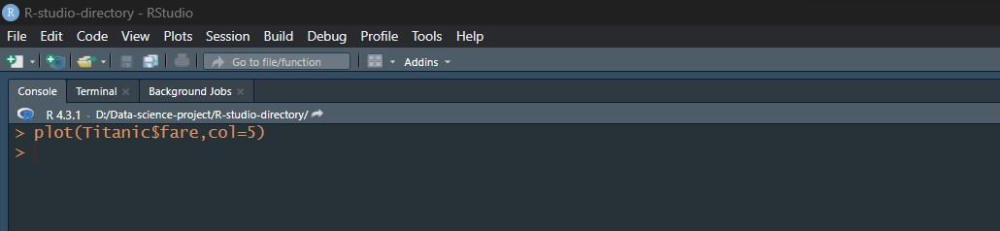 R R-studio-directory - RStudio
File Edit Code View Plots Session Build Debug Profile Tools Help
Go to file/function Addins
Console Terminal Background Jobs
R 4.3.1 · D:/Data-science-project/R-studio-directory/
> plot(Titanic$fare,col=5)
>